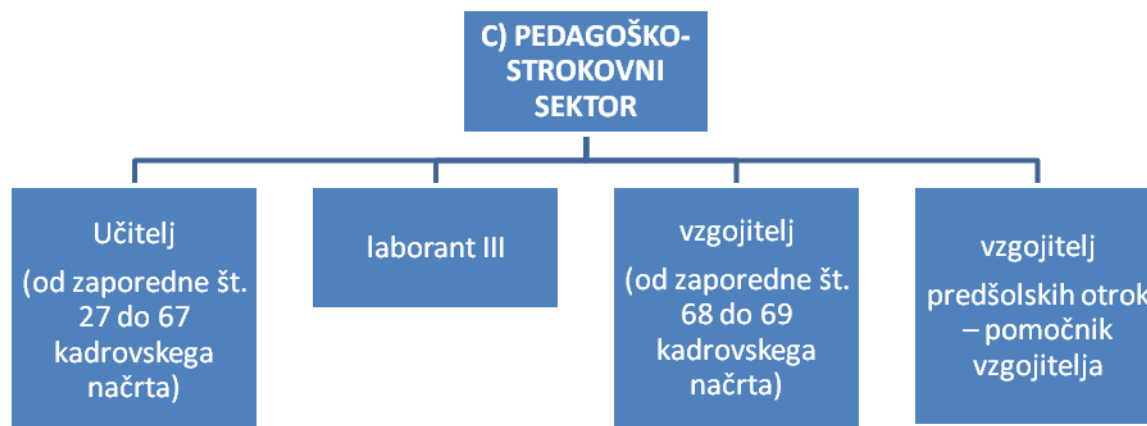 C) PEDAGOŠKO-
STROKOVNI
SEKTOR
Učitelj
(od zaporedne št.
27 do 67
kadrovskega
načrta)
laborant III
vzgojitelj
(od zaporedne št.
68 do 69
kadrovskega
načrta)
vzgojitelj
predšolskih otrok
– pomočnik
vzgojitelja